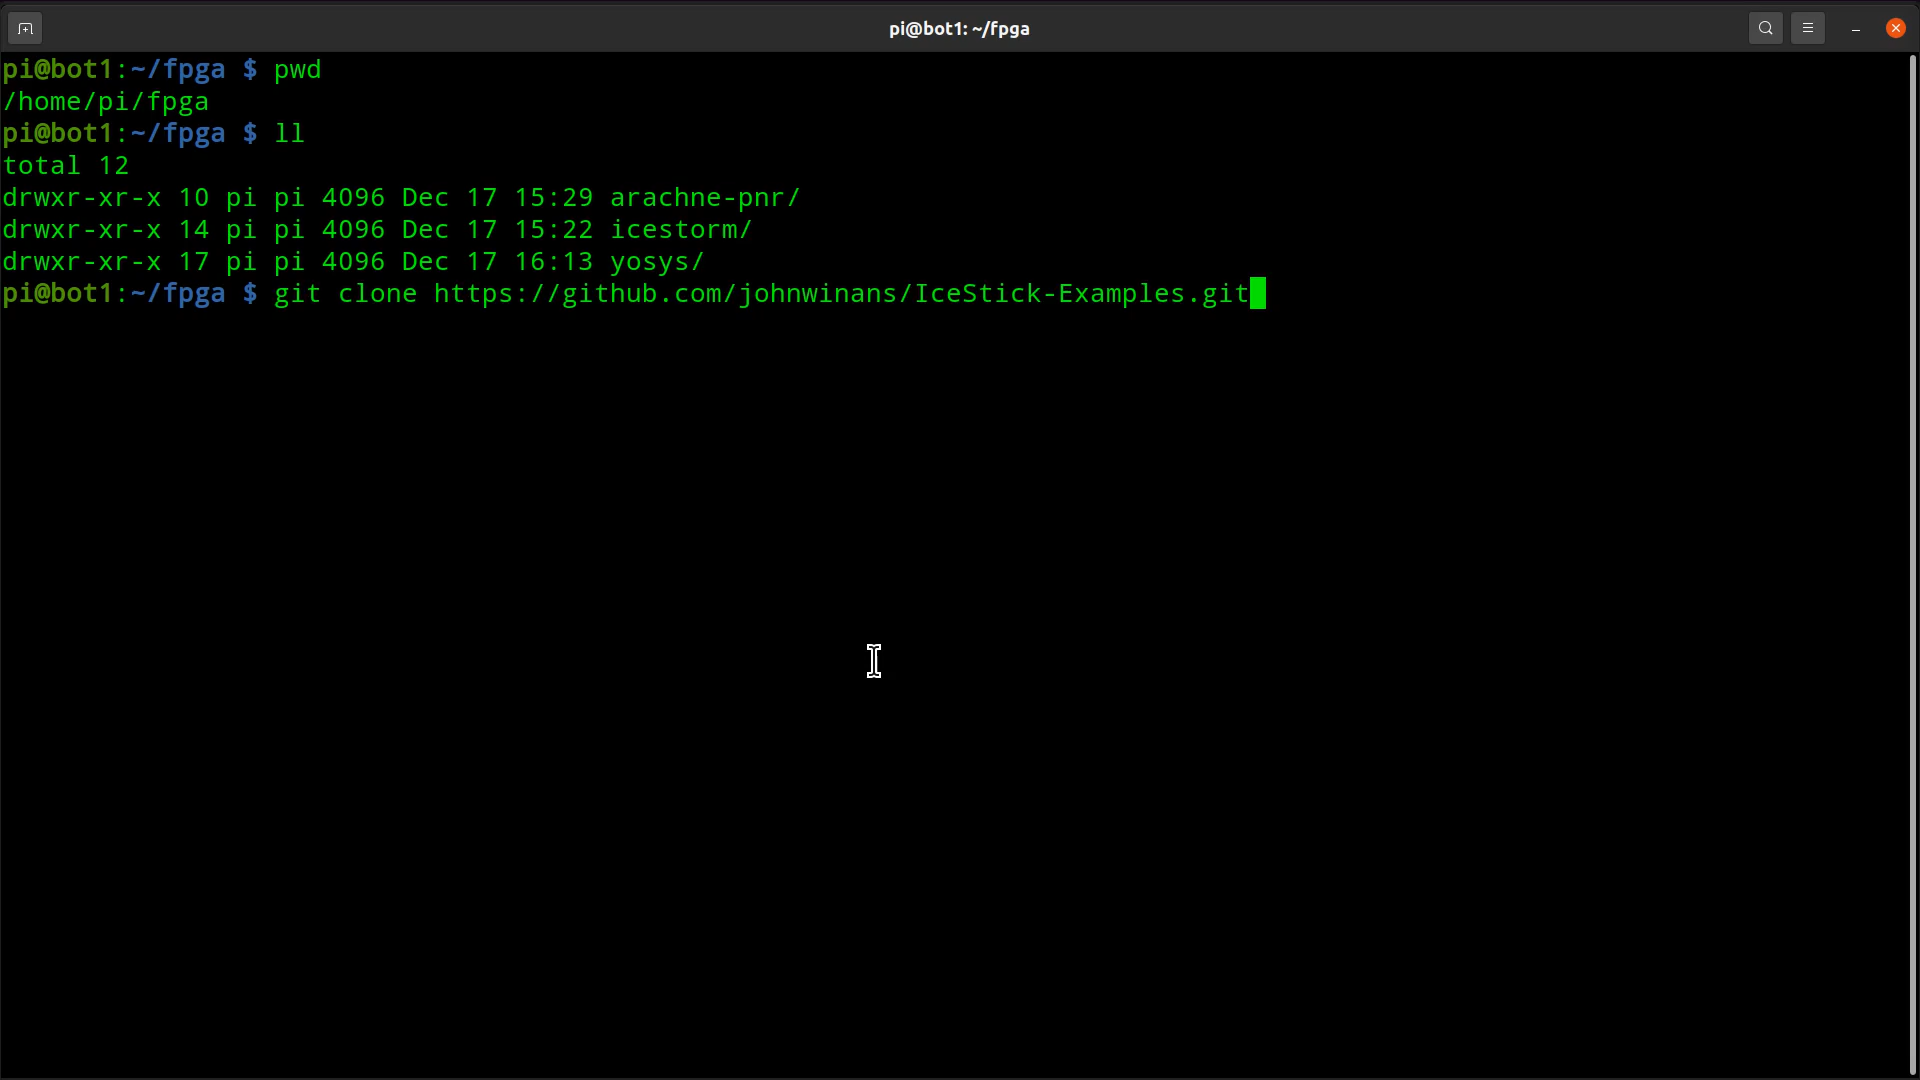 pi@bot1: ~/fpga
pi@bot1:~/fpga $ pwd
/home/pi/fpga
pi@bot1:~/fpga $ ll
total 12
drwxr-xr-x 10 pi pi 4096 Dec 17 15:29 arachne-pnr/
drwxr-xr-x 14 pi pi 4096 Dec 17 15:22 icestorm/
drwxr-xr-x 17 pi pi 4096 Dec 17 16:13 yosys/
pi@bot1:~/fpga $ git clone https://github.com/johnwinans/IceStick-Examples.git